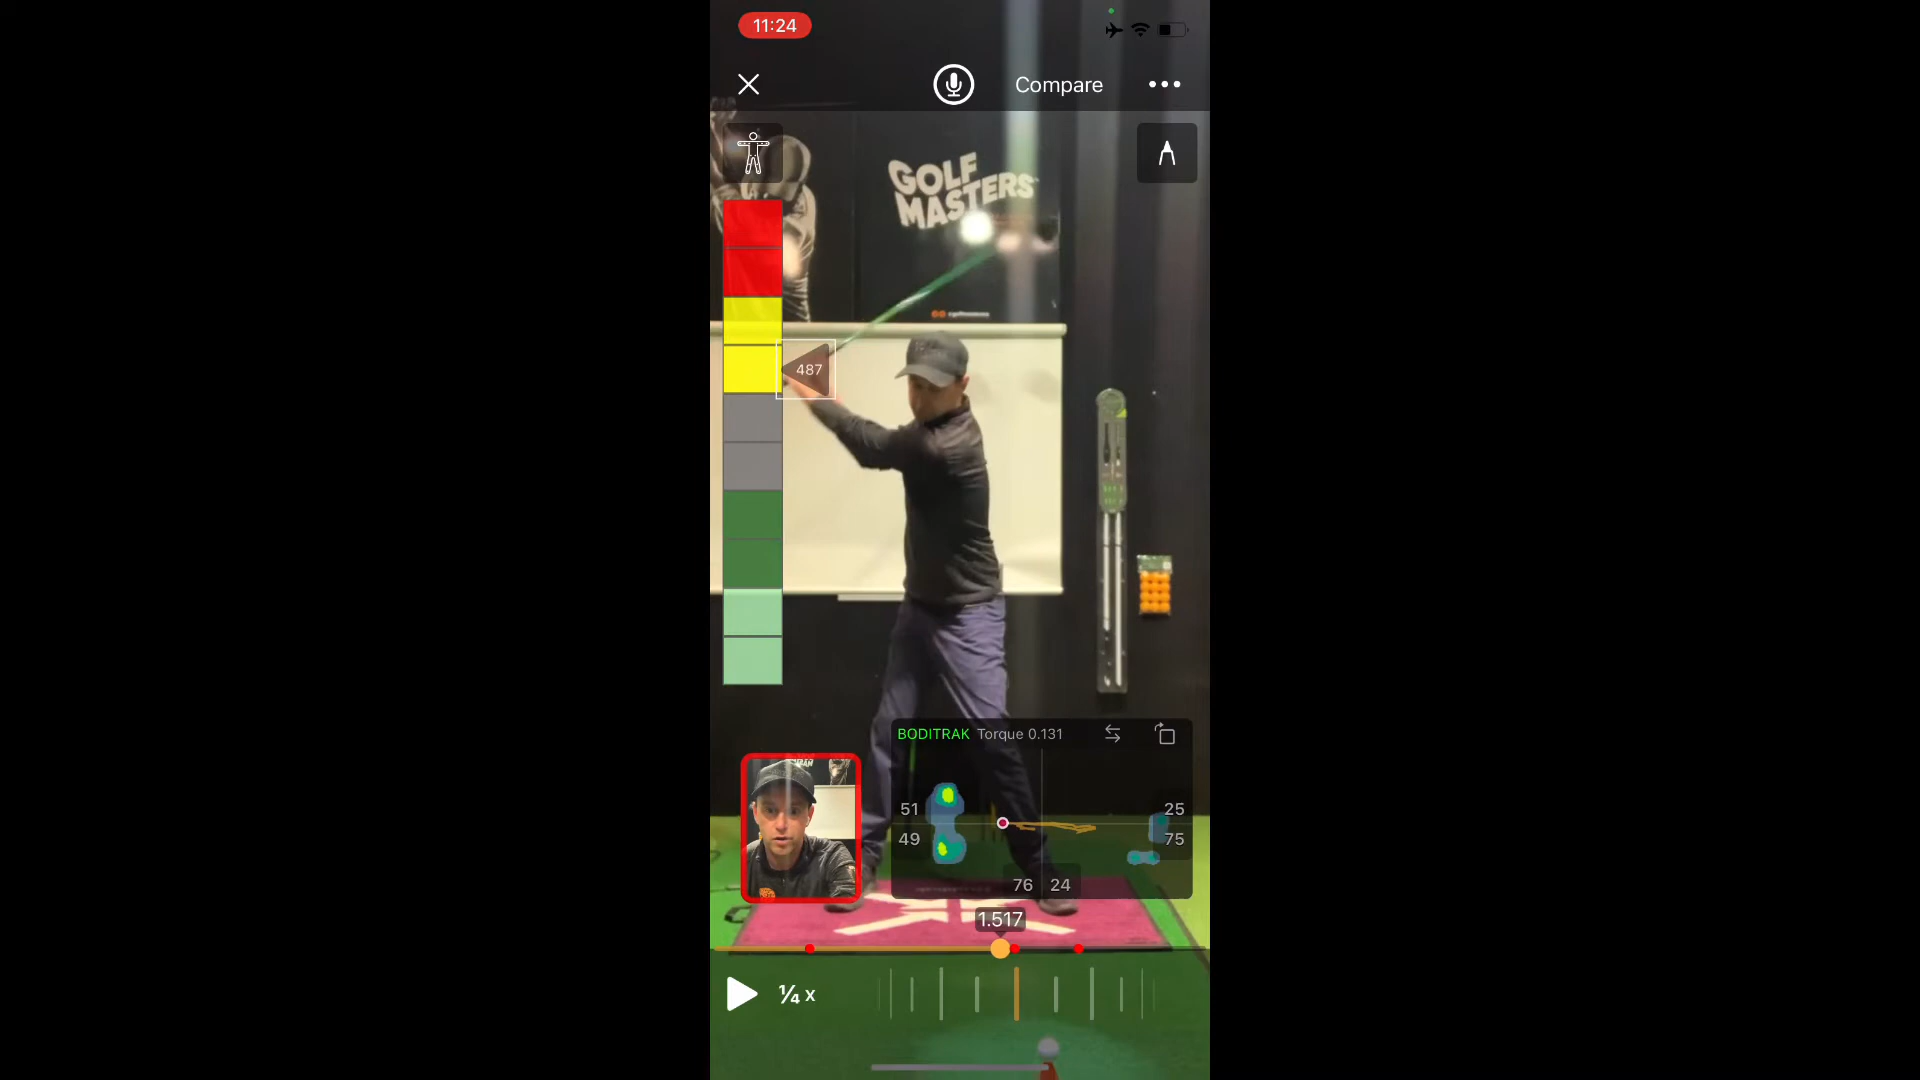 11:24
Compare
GOLF
MASTERS
487
BODITRAK Torque 0.131
51
25
49
75
76 24
1.517
¼ x